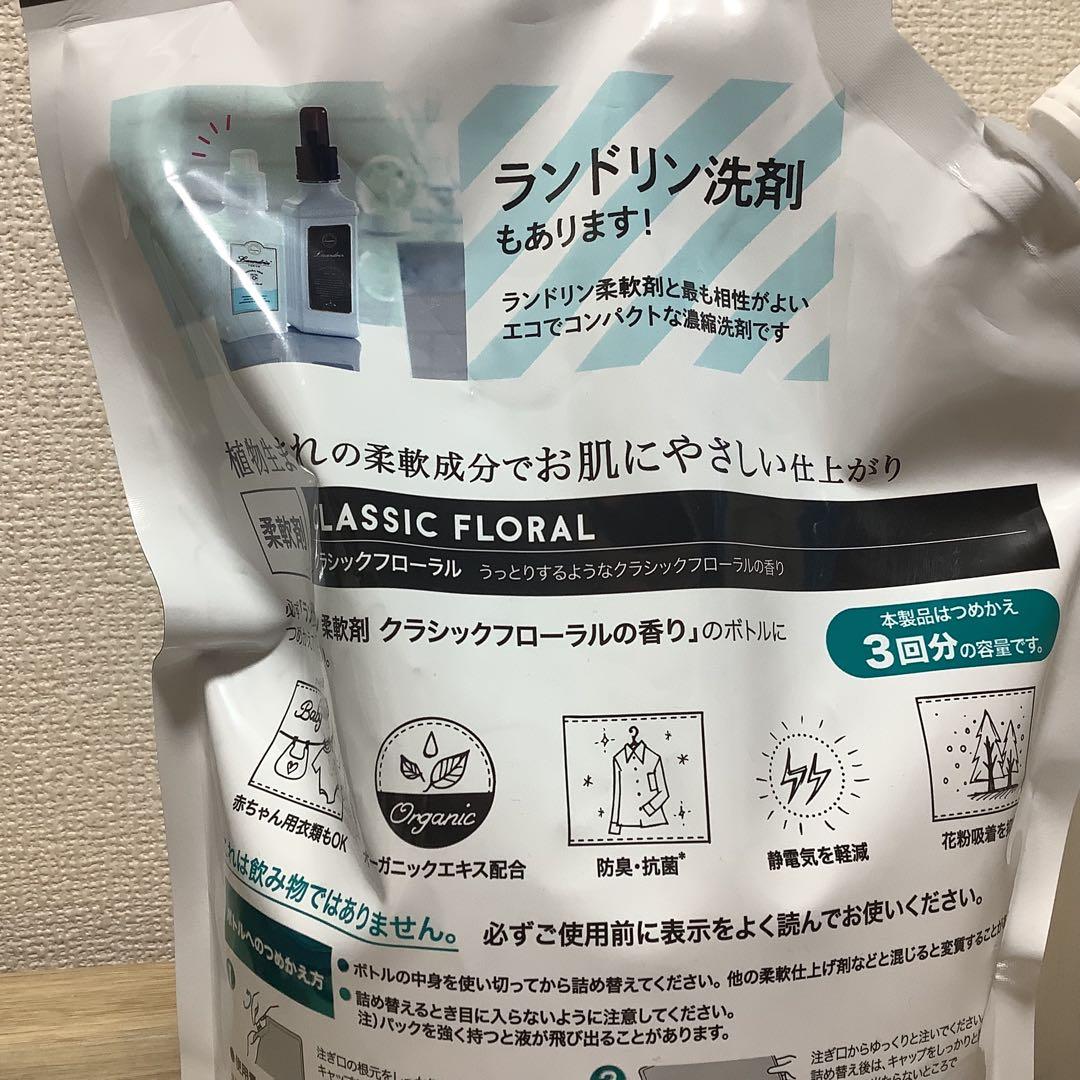 ランドリン洗剤
もあります!
ランドリン柔軟剤と最も相性がよい
エコでコンパクトな濃縮洗剤です
植物生まれの柔軟成分でお肌にやさしい仕上がり
柔軟剤
CLASSIC FLORAL
クラシックフローラル うっとりするようなクラシックフローラルの香り
柔軟剤 クラシックフローラルの香り」のボトルに
本製品はつめかえ
3回分の容量です。
Baby
赤ちゃん用衣類もOK
Organic
オーガニックエキス配合
防臭・抗菌*
静電気を軽減
花粉吸着を
これは飲み物ではありません。 必ずご使用前に表示をよく読んでお使いください。
ボトルへのつめかえ方
●ボトルの中身を使い切ってから詰め替えてください。他の柔軟仕上げ剤などと混じると変質することが
●詰め替えるとき目に入らないように注意してください。
注)パックを強く持つと液が飛び出ることがあります。
1
注ぎ口の根元を
2
注ぎ口からゆっくりと注いでください
詰め替え後は、キャップをしっかりと